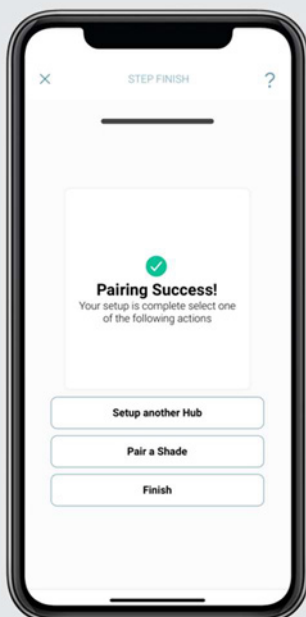 STEP FINISH
?
Pairing Success!
Your setup is complete select one
of the following actions
Setup another Hub
Pair a Shade
Finish